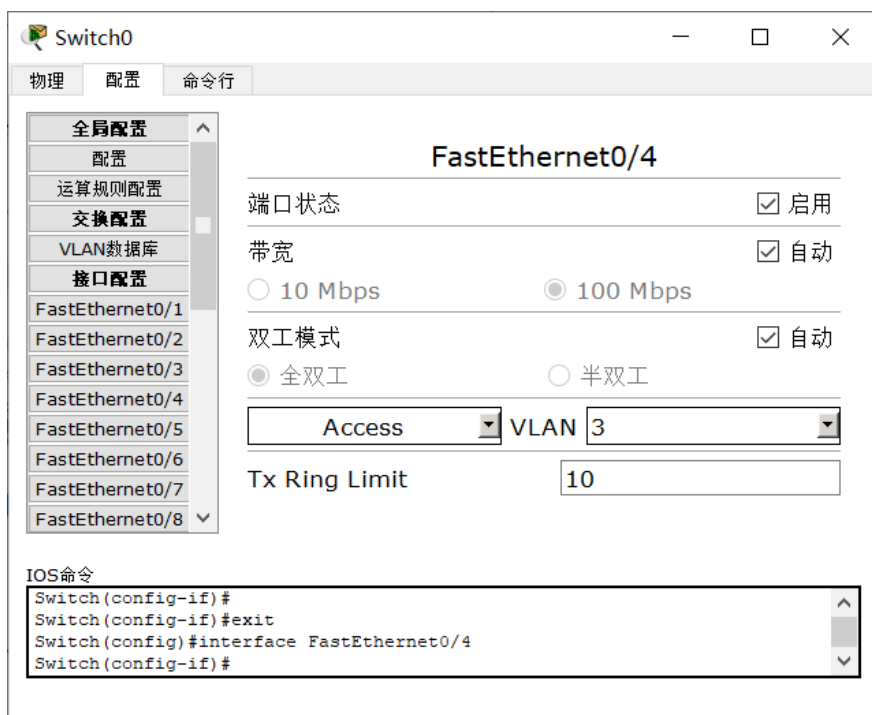 Switch0
物理 配置 命令行
全局配置
配置
运算规则配置
交换配置
VLAN数据库
接口配置
FastEthernet0/1
FastEthernet0/2
FastEthernet0/3
FastEthernet0/4
FastEthernet0/5
FastEthernet0/6
FastEthernet0/7
FastEthernet0/8
FastEthernet0/4
端口状态 启用
带宽 自动
10 Mbps 100 Mbps
双工模式 自动
全双工 半双工
Access VLAN 3
Tx Ring Limit 10
IOS命令
Switch(config-if)#
Switch(config-if)#exit
Switch(config)#interface FastEthernet0/4
Switch(config-if)#